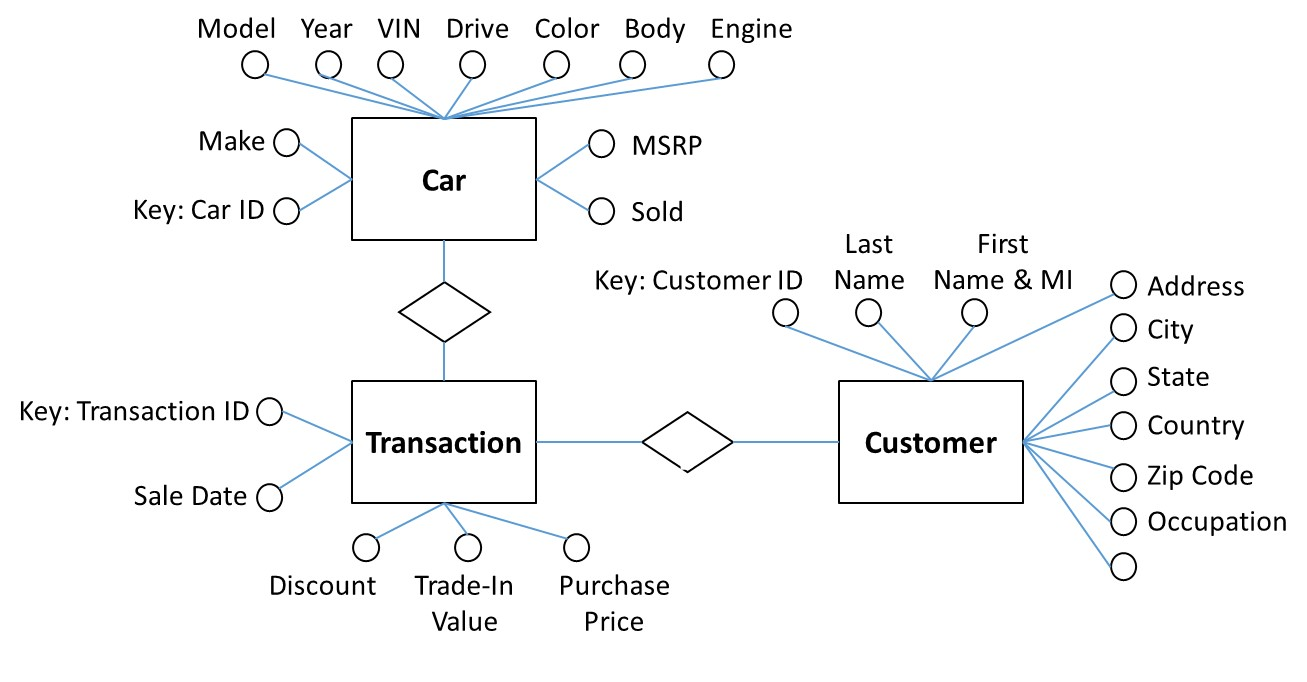 Model Year VIN Drive Color Body Engine
Make
MSRP
Car
Key: Car ID
Sold
Last
First
Key: Customer ID
Name
Name & MI
Address
City
State
Key: Transaction ID
Country
Transaction
Customer
Zip Code
Sale Date
Occupation
Discount
Trade-In
Value
Purchase
Price